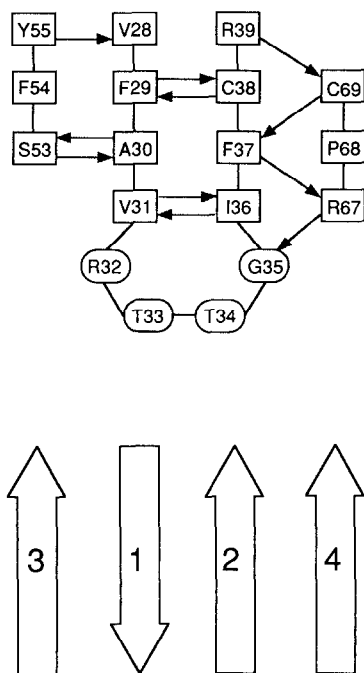 Y55 V28 R39
F54 F29 C38 C69
S53 A30 F37 P68
V31 I36 R67
R32 G35
T33 T34
3 1 2 4